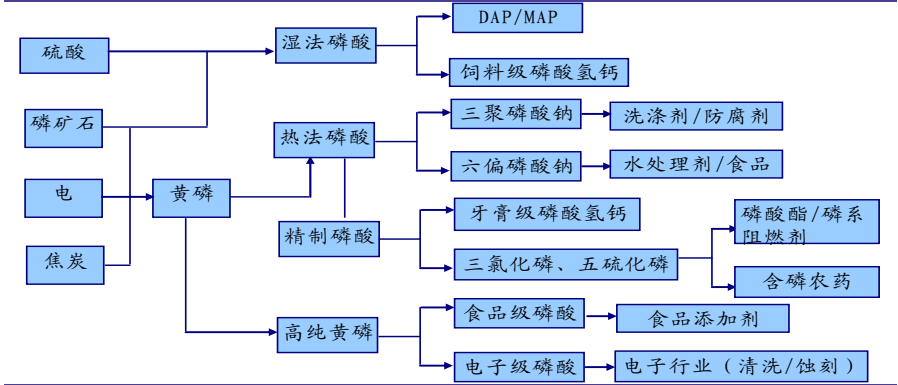 DAP/MAP
硫酸
湿法磷酸
饲料级磷酸氢钙
磷矿石
热法磷酸
三聚磷酸钠
洗涤剂/防腐剂
六偏磷酸钠
水处理剂/食品
电
黄磷
牙膏级磷酸氢钙
磷酸酯/磷系
阻燃剂
精制磷酸
焦炭
三氯化磷、五硫化磷
含磷农药
高纯黄磷
食品级磷酸
食品添加剂
电子级磷酸
电子行业（清洗/蚀刻）